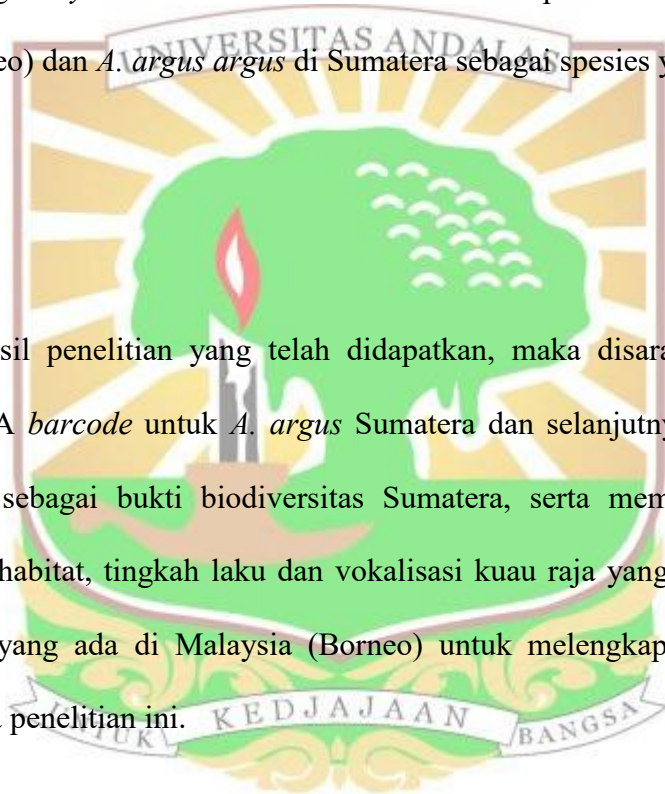 UNIVERSITAS ANDALAS
eo) dan A. argus argus di Sumatera sebagai spesies y
sil penelitian yang telah didapatkan, maka disara
A barcode untuk A. argus Sumatera dan selanjutny
sebagai bukti biodiversitas Sumatera, serta mem
habitat, tingkah laku dan vokalisasi kuau raja yang
yang ada di Malaysia (Borneo) untuk melengkap
penelitian ini.
UNTUK KEDJAJAAN BANGSA